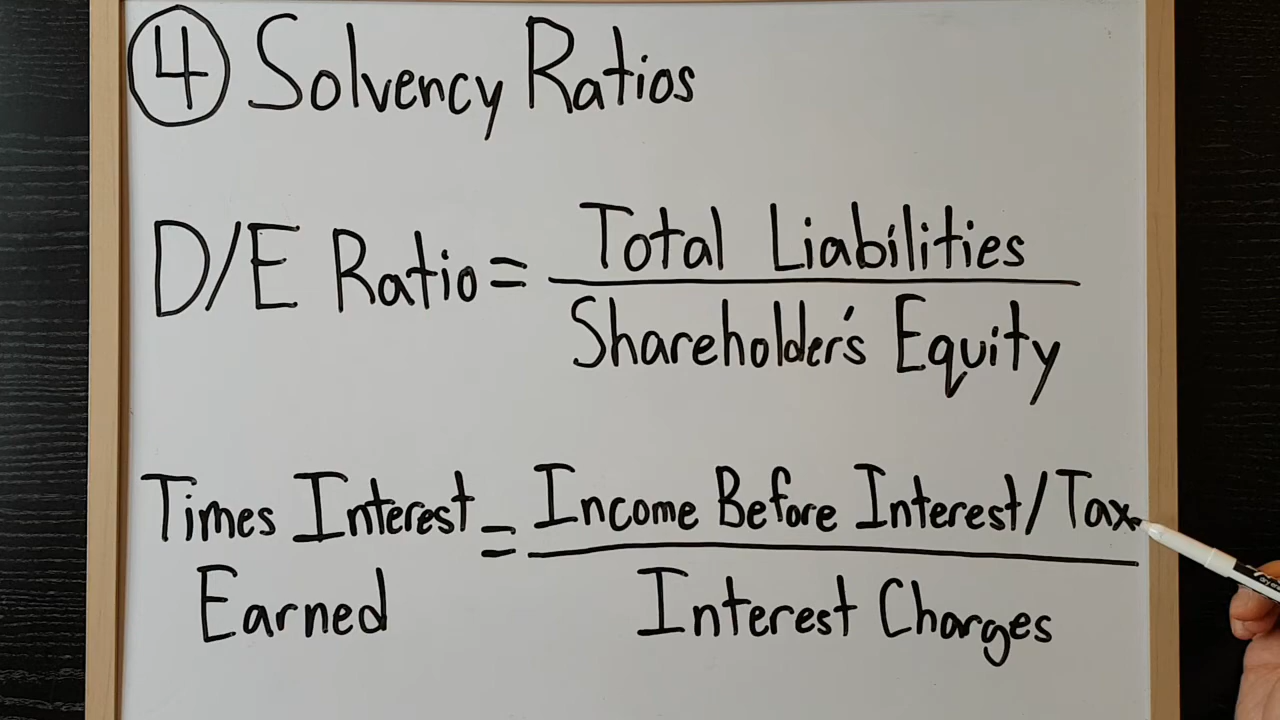 ④ Solvency Ratios
D/E Ratio = Total Liabilities
Shareholder's Equity
Times Interest Earned = Income Before Interest/Tax
Interest Charges